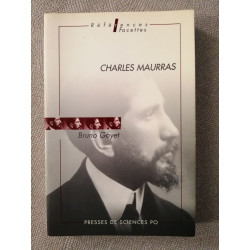 Références
Facettes
CHARLES MAURRAS
Bruno Goyet
PRESSES DE SCIENCES PO